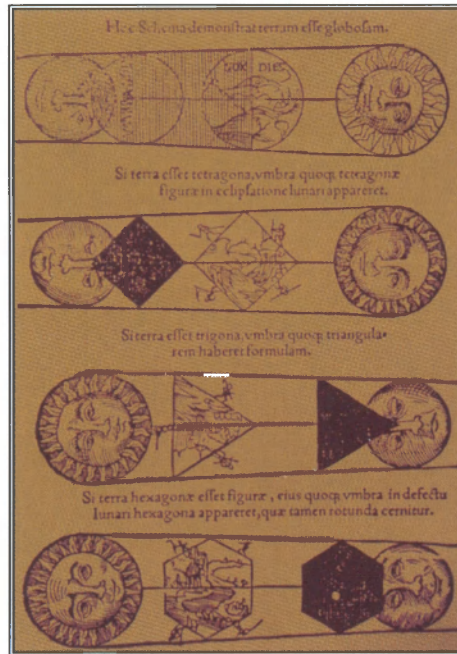 Hoc Schema demonstrat terram esse globosam.
NOX DIES
Si terra esset tetragona, vmbra quoq; tetragonæ
figuræ in eclipsatione lunari appareret.
Si terra esset trigona, vmbra quoq; triangula-
rem haberet formulam.
Si terra hexagonæ esset figuræ, eius quoq; vmbra in defectu
lunari hexagona appareret, quæ tamen rotunda cernitur.